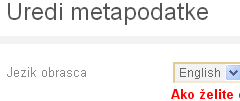 Uredi metapodatke
Jezik obrasca English
Ako želite